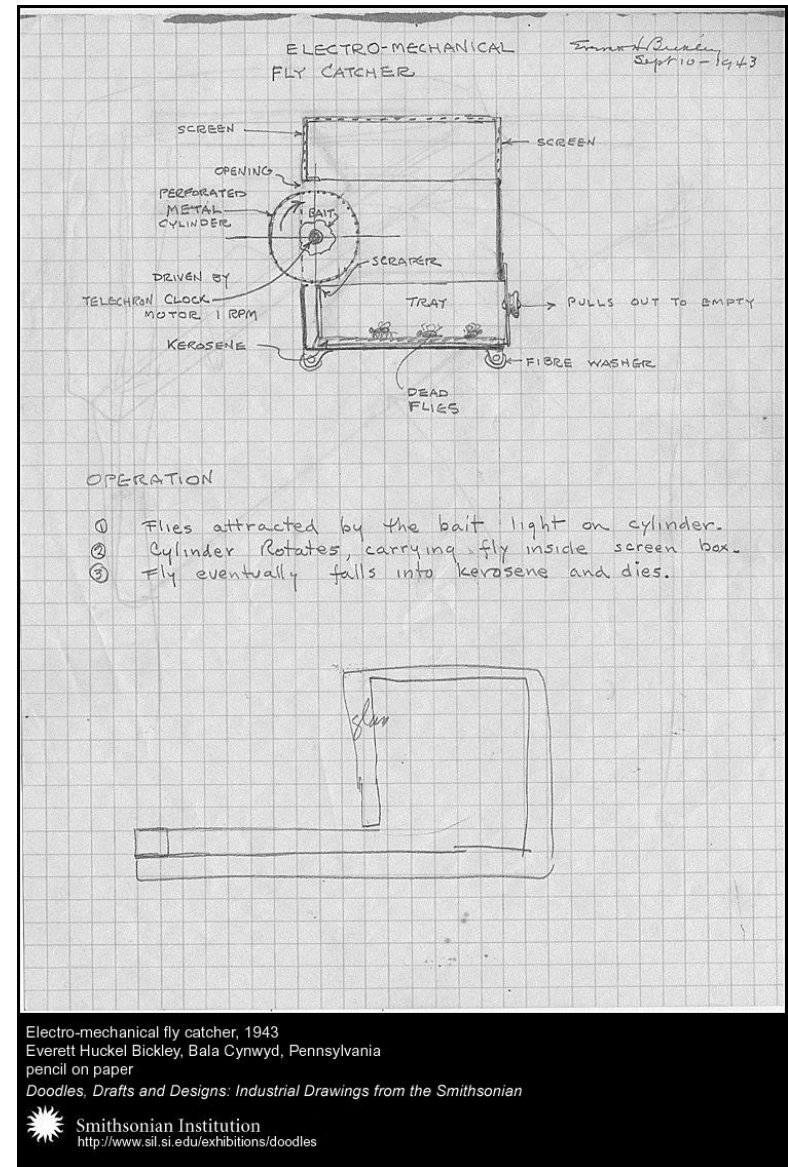 ELECTRO-MECHANICAL
FLY CATCHER
Sept 10-1943
SCREEN
SCREEN
OPENING
PERFORATED
METAL
CYLINDER
BAIT
SCRAPER
DRIVEN BY
TELECHRON CLOCK
MOTOR 1 RPM
TRAY
PULLS OUT TO EMPTY
KEROSENE
FIBRE WASHER
DEAD
FLIES
OPERATION
① Flies attracted by the bait light on cylinder.
② Cylinder Rotates, carrying fly inside screen box.
③ Fly eventually falls into kerosene and dies.
Electro-mechanical fly catcher, 1943
Everett Huckel Bickley, Bala Cynwyd, Pennsylvania
pencil on paper
Doodles, Drafts and Designs: Industrial Drawings from the Smithsonian
Smithsonian Institution
http://www.sil.si.edu/exhibitions/doodles